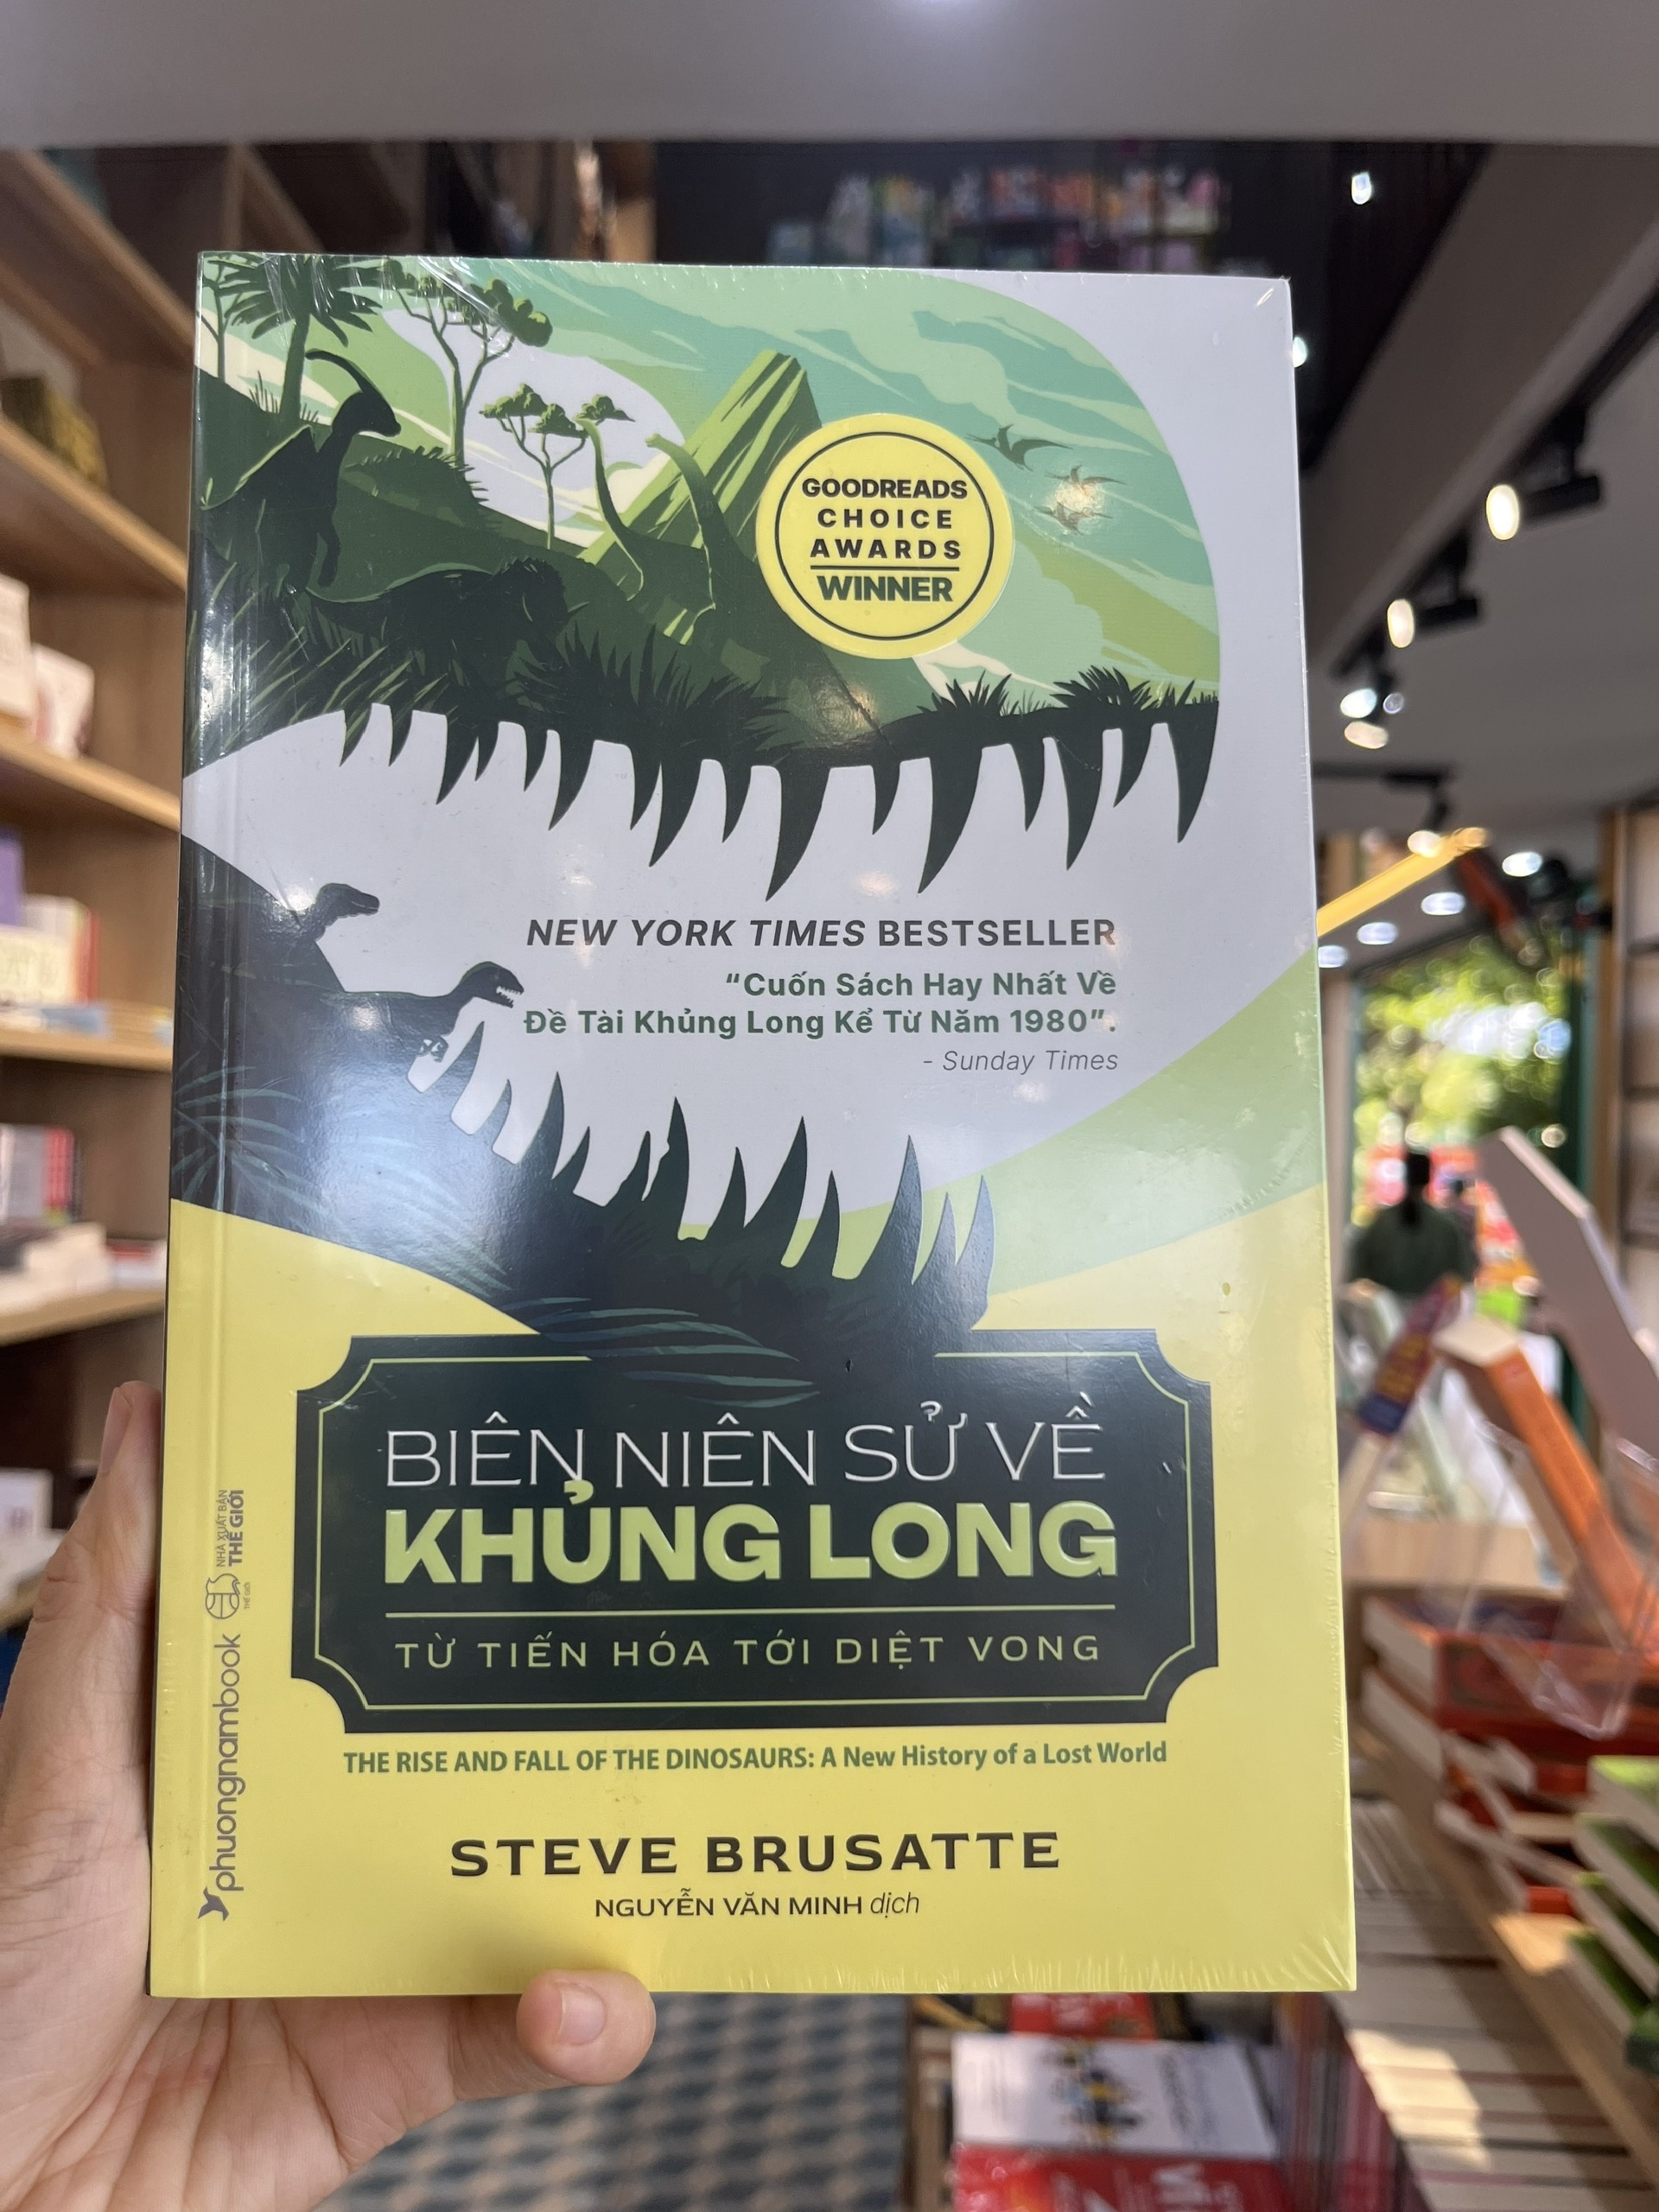 GOODREADS
CHOICE
AWARDS
WINNER
NEW YORK TIMES BESTSELLER
“Cuốn Sách Hay Nhất Về
Đề Tài Khủng Long Kể Từ Năm 1980”.
- Sunday Times
BIÊN NIÊN SỬ VỀ
KHỦNG LONG
TỪ TIẾN HÓA TỚI DIỆT VONG
THE RISE AND FALL OF THE DINOSAURS: A New History of a Lost World
STEVE BRUSATTE
NGUYỄN VĂN MINH dịch
phuongnambook
THẾ GIỚI
NHÀ XUẤT BẢN
THẾ GIỚI